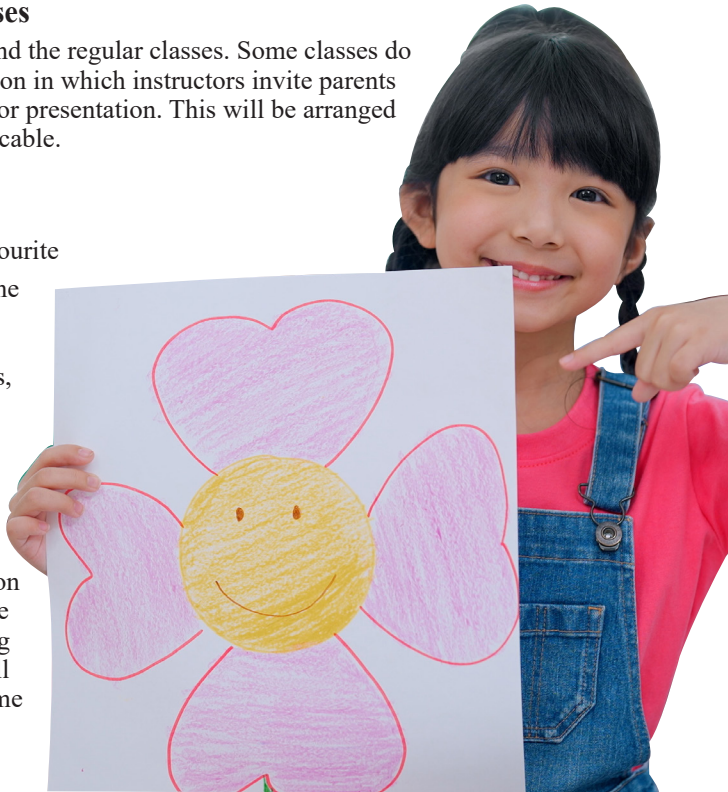 ses
nd the regular classes. Some classes do
on in which instructors invite parents
or presentation. This will be arranged
cable.
ourite
ne
s,
on
e
g
l
me